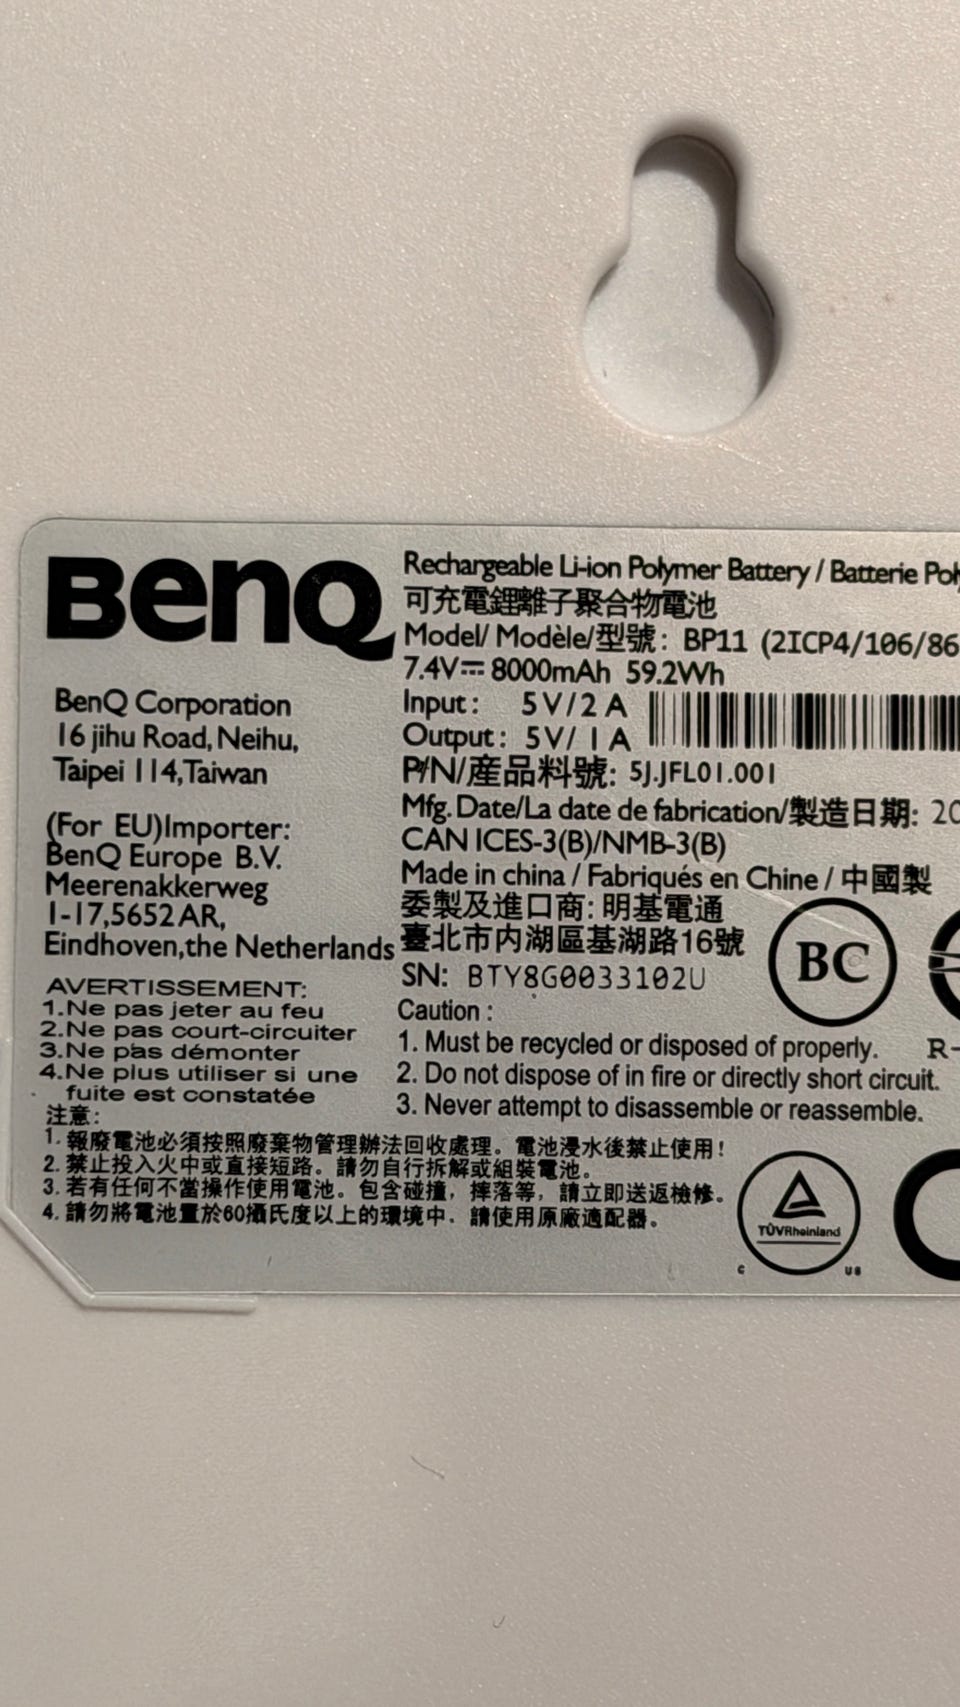 BenQ
BenQ Corporation
16 jihu Road, Neihu,
Taipei 114,Taiwan
(For EU)Importer:
BenQ Europe B.V.
Meerenakkerweg
1-17,5652AR,
Eindhoven,the Netherlands
AVERTISSEMENT:
1.Ne pas jeter au feu
2.Ne pas court-circuiter
3.Ne pas démonter
4.Ne plus utiliser si une
fuite est constatée
Rechargeable Li-ion Polymer Battery / Batterie Poly
可充電鋰離子聚合物電池
Model/ Modèle/型號: BP11 (2ICP4/106/86
7.4V⎓ 8000mAh 59.2Wh
Input: 5V/2A
Output: 5V/1A
P/N/產品料號: 5J.JFL01.001
Mfg. Date/La date de fabrication/製造日期: 20
CAN ICES-3(B)/NMB-3(B)
Made in china / Fabriqués en Chine / 中國製
委製及進口商: 明基電通
臺北市內湖區基湖路16號
SN: BTY8G0033102U
BC
R-
Caution :
1. Must be recycled or disposed of properly.
2. Do not dispose of in fire or directly short circuit.
3. Never attempt to disassemble or reassemble.
注意:
1. 報廢電池必須按照廢棄物管理辦法回收處理。電池浸水後禁止使用!
2. 禁止投入火中或直接短路。請勿自行拆解或組裝電池。
3. 若有任何不當操作使用電池。包含碰撞，摔落等，請立即送返檢修。
4. 請勿將電池置於60攝氏度以上的環境中．請使用原廠適配器。
TÜVRheinland
C US